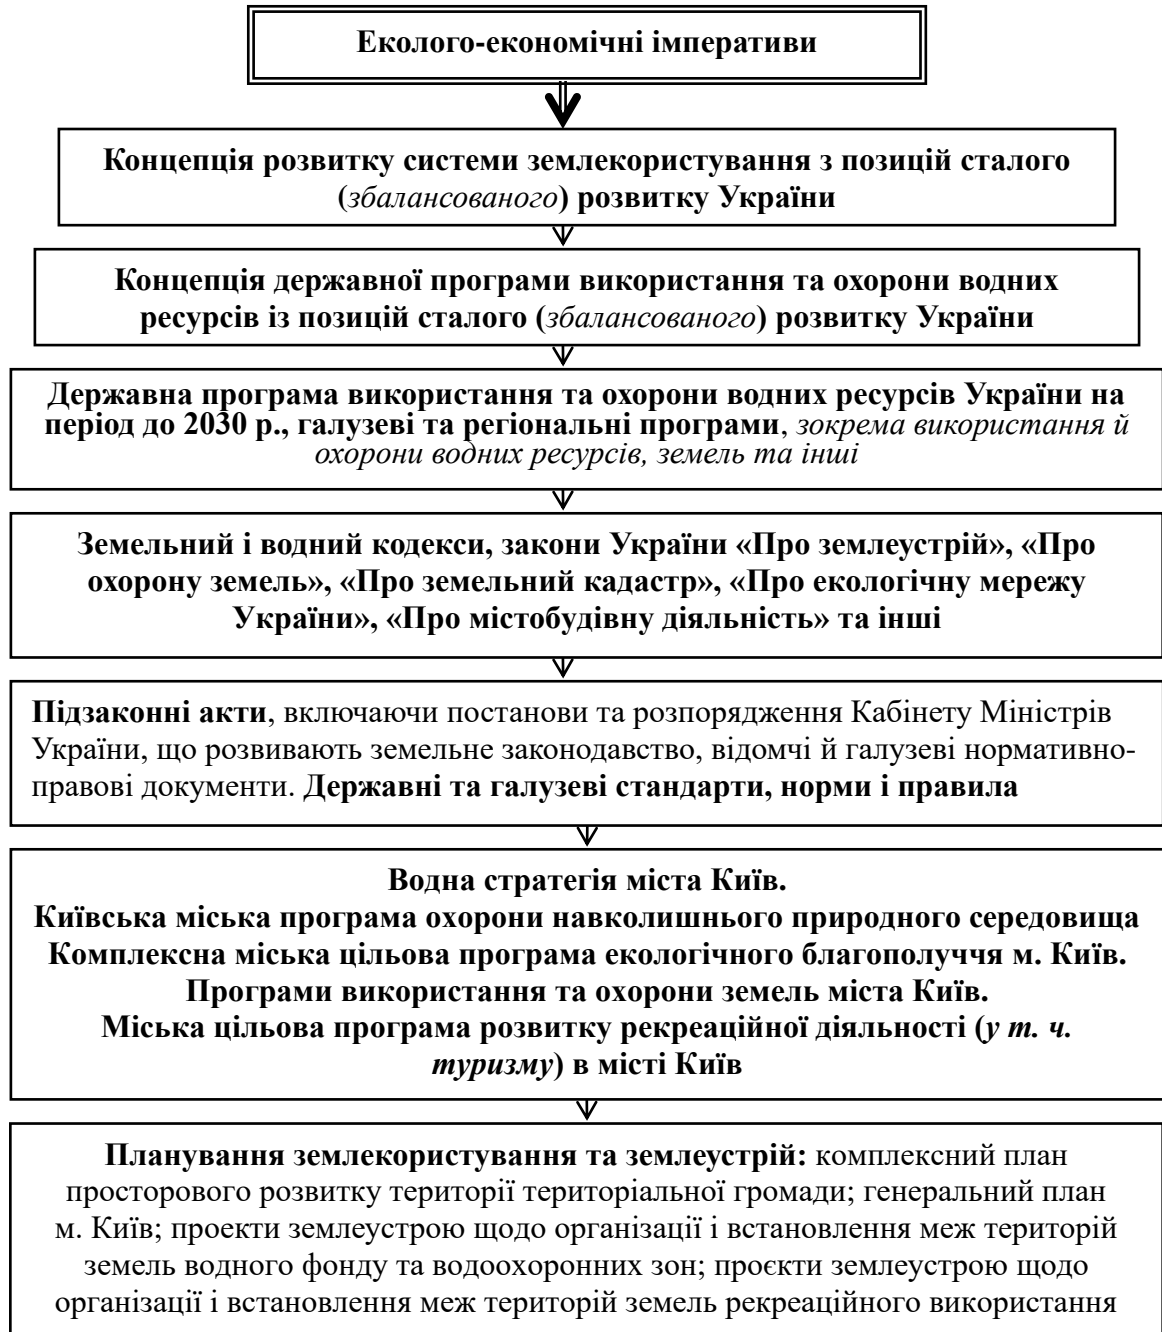 Еколого-економічні імперативи
Концепція розвитку системи землекористування з позицій сталого
(збалансованого) розвитку України
Концепція державної програми використання та охорони водних
ресурсів із позицій сталого (збалансованого) розвитку України
Державна програма використання та охорони водних ресурсів України на
період до 2030 р., галузеві та регіональні програми, зокрема використання й
охорони водних ресурсів, земель та інші
Земельний і водний кодекси, закони України «Про землеустрій», «Про
охорону земель», «Про земельний кадастр», «Про екологічну мережу
України», «Про містобудівну діяльність» та інші
Підзаконні акти, включаючи постанови та розпорядження Кабінету Міністрів
України, що розвивають земельне законодавство, відомчі й галузеві нормативно-
правові документи. Державні та галузеві стандарти, норми і правила
Водна стратегія міста Київ.
Київська міська програма охорони навколишнього природного середовища
Комплексна міська цільова програма екологічного благополуччя м. Київ.
Програми використання та охорони земель міста Київ.
Міська цільова програма розвитку рекреаційної діяльності (у т. ч.
туризму) в місті Київ
Планування землекористування та землеустрій: комплексний план
просторового розвитку території територіальної громади; генеральний план
м. Київ; проекти землеустрою щодо організації і встановлення меж територій
земель водного фонду та водоохоронних зон; проєкти землеустрою щодо
організації і встановлення меж територій земель рекреаційного використання